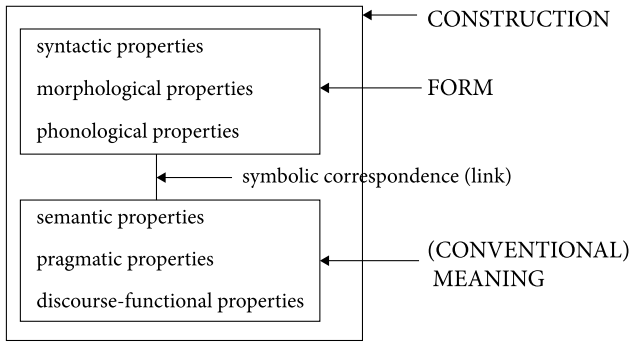 CONSTRUCTION
syntactic properties
morphological properties
FORM
phonological properties
symbolic correspondence (link)
semantic properties
pragmatic properties
(CONVENTIONAL)
MEANING
discourse-functional properties